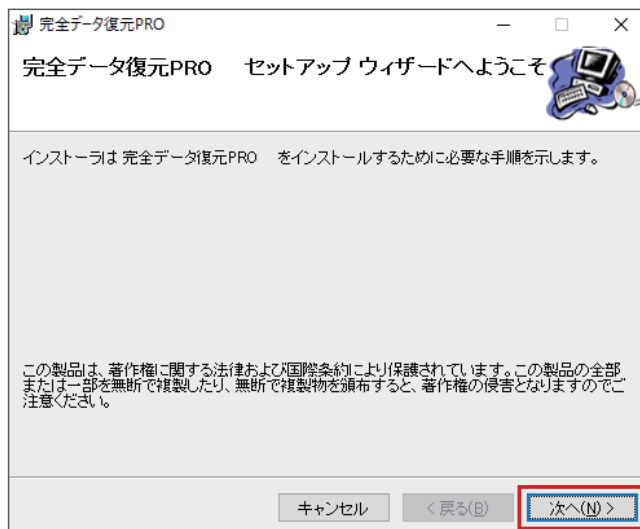 完全データ復元PRO
完全データ復元PRO セットアップ ウィザードへようこそ
インストーラは 完全データ復元PRO をインストールするために必要な手順を示します。
この製品は、著作権に関する法律および国際条約により保護されています。この製品の全部
または一部を無断で複製したり、無断で複製物を頒布すると、著作権の侵害となりますのでご
注意ください。
キャンセル
< 戻る(B)
次へ(N) >